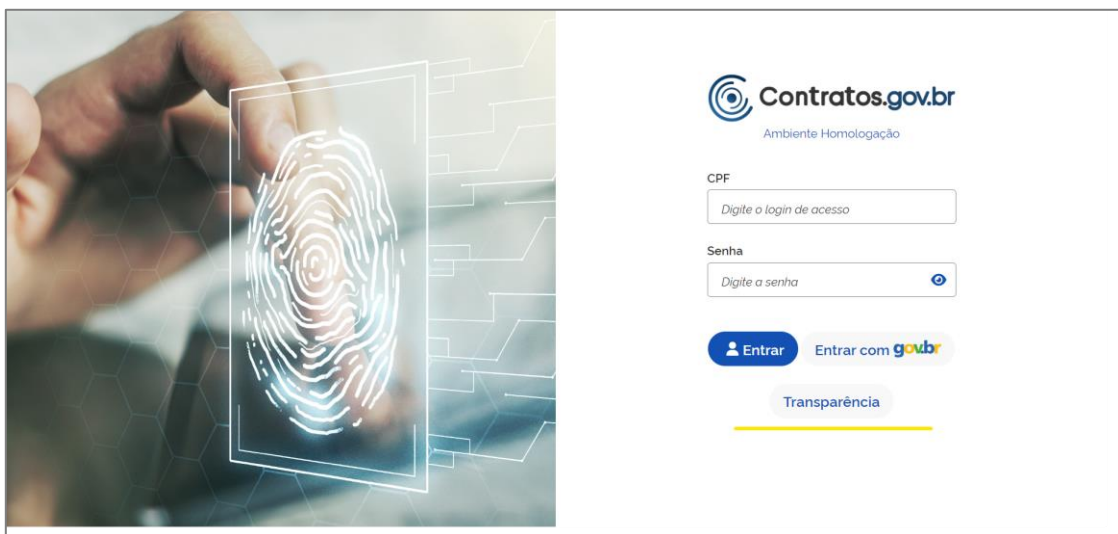 Contratos.gov.br
Ambiente Homologação
CPF
Digite o login de acesso
Senha
Digite a senha
Entrar
Entrar com gov.br
Transparência